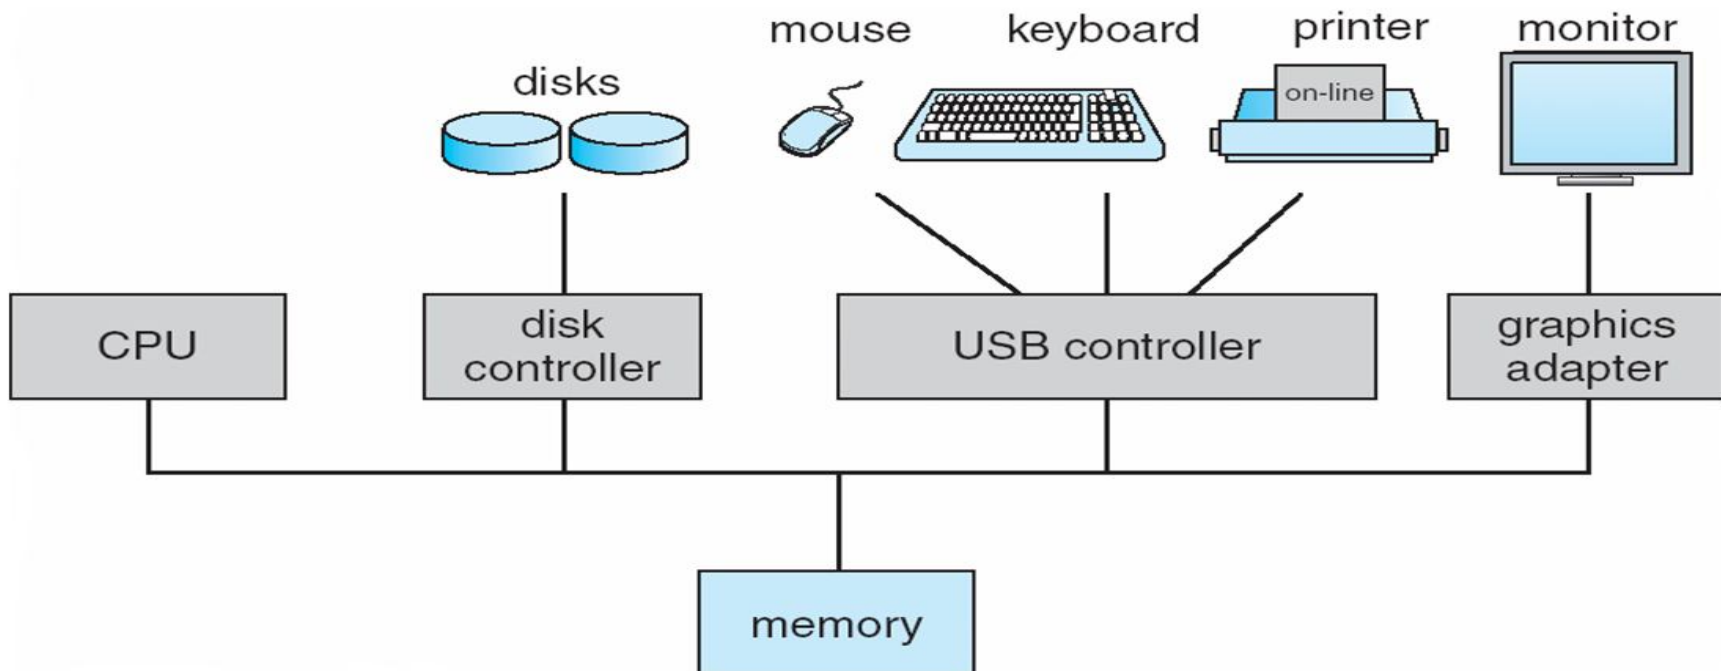 mouse
keyboard
printer
monitor
disks
on-line
CPU
disk
controller
USB controller
graphics
adapter
memory